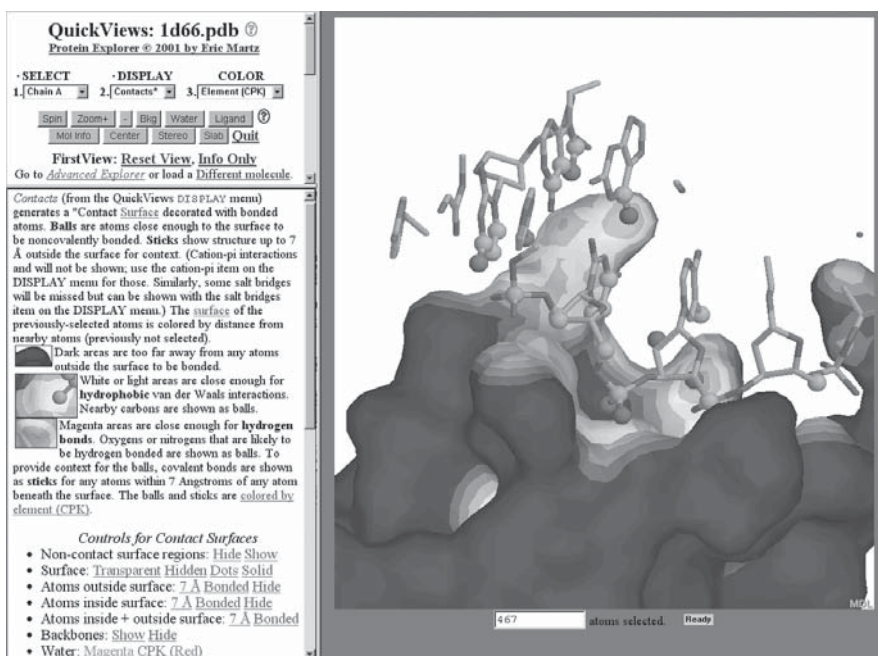 QuickViews: 1d66.pdb ?
Protein Explorer © 2001 by Eric Martz
· SELECT · DISPLAY COLOR
1. Chain A 2. Contacts* 3. Element (CPK)
Spin Zoom+ - Bkg Water Ligand ?
Mol Info Center Stereo Slab Quit
FirstView: Reset View, Info Only
Go to Advanced Explorer or load a Different molecule.
Contacts (from the QuickViews DISPLAY menu)
generates a "Contact Surface decorated with bonded
atoms. Balls are atoms close enough to the surface to
be noncovalently bonded. Sticks show structure up to 7
Å outside the surface for context. (Cation-pi interactions
and will not be shown; use the cation-pi item on the
DISPLAY menu for those. Similarly, some salt bridges
will be missed but can be shown with the salt bridges
item on the DISPLAY menu.) The surface of the
previously-selected atoms is colored by distance from
nearby atoms (previously not selected).
Dark areas are too far away from any atoms
outside the surface to be bonded.
White or light areas are close enough for
hydrophobic van der Waals interactions.
Nearby carbons are shown as balls.
Magenta areas are close enough for hydrogen
bonds. Oxygens or nitrogens that are likely to
be hydrogen bonded are shown as balls. To
provide context for the balls, covalent bonds are shown
as sticks for any atoms within 7 Angstroms of any atom
beneath the surface. The balls and sticks are colored by
element (CPK).
Controls for Contact Surfaces
• Non-contact surface regions: Hide Show
• Surface: Transparent Hidden Dots Solid
• Atoms outside surface: 7 Å Bonded Hide
• Atoms inside surface: 7 Å Bonded Hide
• Atoms inside + outside surface: 7 Å Bonded
• Backbones: Show Hide
• Water: Magenta CPK (Red)
MDL
467 atoms selected. Ready